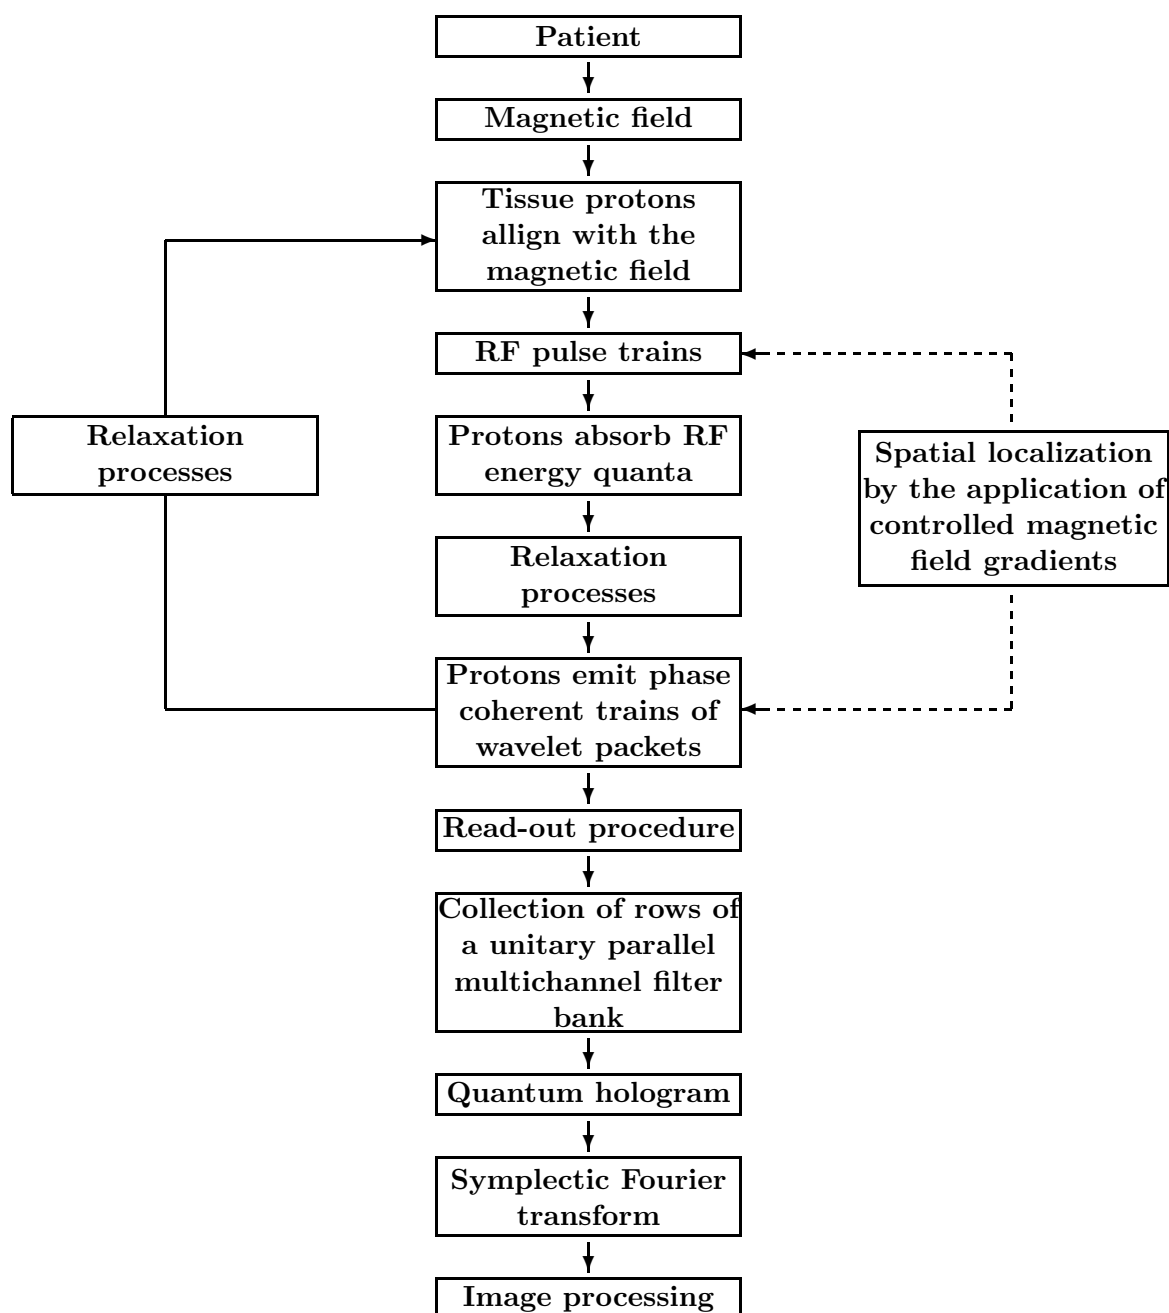 Patient
Magnetic field
Tissue protons
allign with the
magnetic field
RF pulse trains
Relaxation
processes
Protons absorb RF
energy quanta
Spatial localization
by the application of
controlled magnetic
field gradients
Relaxation
processes
Protons emit phase
coherent trains of
wavelet packets
Read-out procedure
Collection of rows of
a unitary parallel
multichannel filter
bank
Quantum hologram
Symplectic Fourier
transform
Image processing